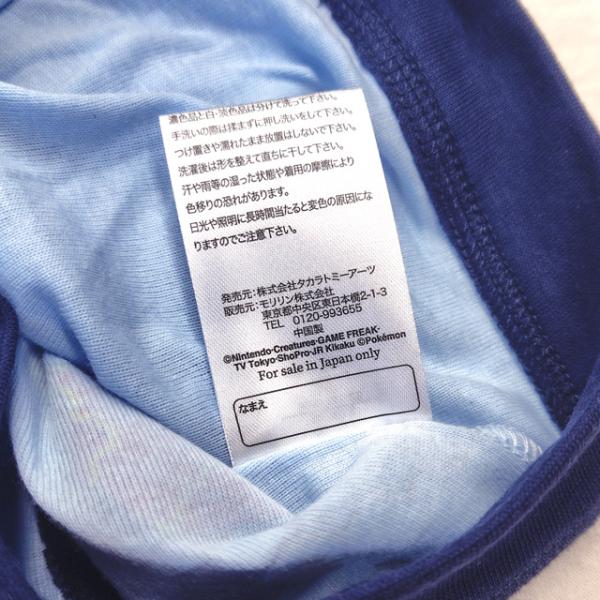 濃色品と白・淡色品は分けて洗って下さい。
手洗いの際は揉まずに押し洗いをして下さい。
つけ置きや濡れたまま放置はしないで下さい。
洗濯後は形を整えて直ちに干して下さい。
汗や雨等の湿った状態や着用の摩擦により
色移りの恐れがあります。
日光や照明に長時間当たると変色の原因にな
りますのでご注意下さい。
発売元:株式会社タカラトミーアーツ
販売元:モリリン株式会社
東京都中央区東日本橋2-1-3
TEL 0120-993655
中国製
©Nintendo・Creatures・GAME FREAK・
TV Tokyo・ShoPro・JR Kikaku ©Pokémon
For sale in Japan only
なまえ